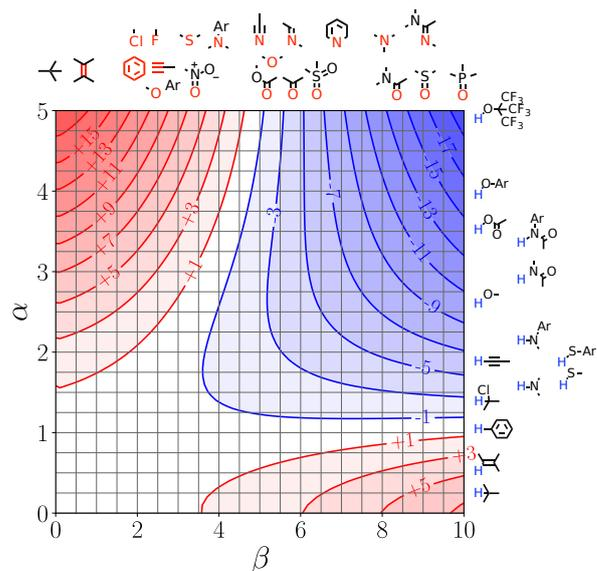 Cl F S N Ar N N N N N N
O
Ar O N+ O− O O O O S O O N O S O P O
5
4
3
2
1
0
α
0 2 4 6 8 10
β
+15
+13
+11
+9
+7
+5
+3
+1
-1
-3
-5
-7
-9
-11
-13
-15
-17
+1
+3
+5
H O CF3 CF3 CF3
H O-Ar
H O O
Ar H N O
H N O
H O
Ar H N
H
S-Ar H
S H
H N
Cl H
H
H
H